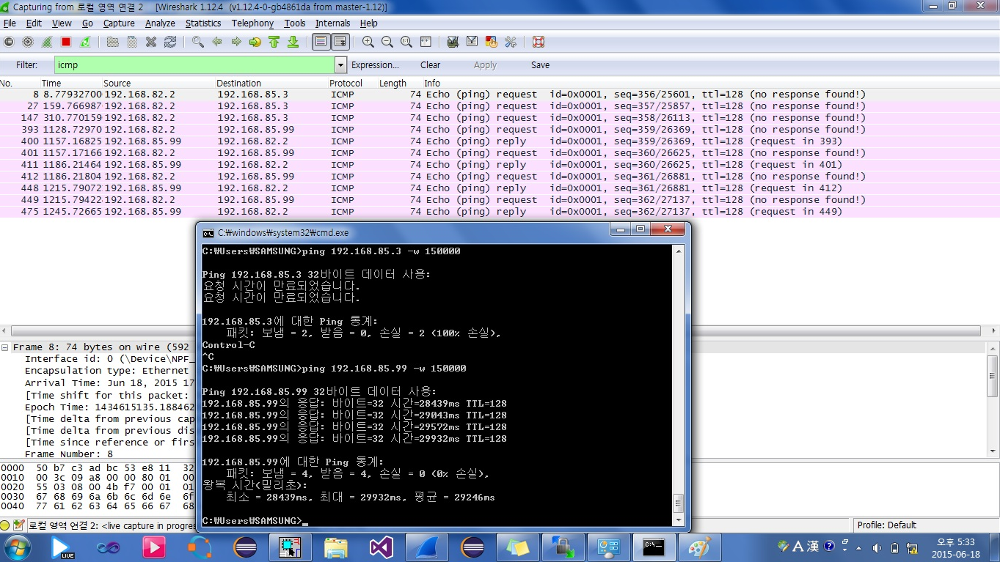 Capturing from 로컬 영역 연결 2 [Wireshark 1.12.4 (v1.12.4-0-gb4861da from master-1.12)]
File Edit View Go Capture Analyze Statistics Telephony Tools Internals Help
Filter: icmp Expression... Clear Apply Save
No. Time Source Destination Protocol Length Info
8 8.77932700 192.168.82.2 192.168.85.3 ICMP 74 Echo (ping) request id=0x0001, seq=356/25601, ttl=128 (no response found!)
27 159.766987 192.168.82.2 192.168.85.3 ICMP 74 Echo (ping) request id=0x0001, seq=357/25857, ttl=128 (no response found!)
147 310.770159 192.168.82.2 192.168.85.3 ICMP 74 Echo (ping) request id=0x0001, seq=358/26113, ttl=128 (no response found!)
393 1128.72970 192.168.82.2 192.168.85.99 ICMP 74 Echo (ping) request id=0x0001, seq=359/26369, ttl=128 (no response found!)
400 1157.16825 192.168.85.99 192.168.82.2 ICMP 74 Echo (ping) reply id=0x0001, seq=359/26369, ttl=128 (request in 393)
401 1157.17166 192.168.82.2 192.168.85.99 ICMP 74 Echo (ping) request id=0x0001, seq=360/26625, ttl=128 (no response found!)
411 1186.21464 192.168.85.99 192.168.82.2 ICMP 74 Echo (ping) reply id=0x0001, seq=360/26625, ttl=128 (request in 401)
412 1186.21804 192.168.82.2 192.168.85.99 ICMP 74 Echo (ping) request id=0x0001, seq=361/26881, ttl=128 (no response found!)
448 1215.79072 192.168.85.99 192.168.82.2 ICMP 74 Echo (ping) reply id=0x0001, seq=361/26881, ttl=128 (request in 412)
449 1215.79422 192.168.82.2 192.168.85.99 ICMP 74 Echo (ping) request id=0x0001, seq=362/27137, ttl=128 (no response found!)
475 1245.72665 192.168.85.99 192.168.82.2 ICMP 74 Echo (ping) reply id=0x0001, seq=362/27137, ttl=128 (request in 449)
C:₩windows₩system32₩cmd.exe
C:₩Users₩SAMSUNG>ping 192.168.85.3 -w 150000
Ping 192.168.85.3 32바이트 데이터 사용:
요청 시간이 만료되었습니다.
요청 시간이 만료되었습니다.
192.168.85.3에 대한 Ping 통계:
패킷: 보냄 = 2, 받음 = 0, 손실 = 2 (100% 손실),
Control-C
^C
C:₩Users₩SAMSUNG>ping 192.168.85.99 -w 150000
Ping 192.168.85.99 32바이트 데이터 사용:
192.168.85.99의 응답: 바이트=32 시간=28439ms TTL=128
192.168.85.99의 응답: 바이트=32 시간=29043ms TTL=128
192.168.85.99의 응답: 바이트=32 시간=29572ms TTL=128
192.168.85.99의 응답: 바이트=32 시간=29932ms TTL=128
192.168.85.99에 대한 Ping 통계:
패킷: 보냄 = 4, 받음 = 4, 손실 = 0 (0% 손실),
왕복 시간(밀리초):
최소 = 28439ms, 최대 = 29932ms, 평균 = 29246ms
C:₩Users₩SAMSUNG>_
Frame 8: 74 bytes on wire (592
Interface id: 0 (\Device\NPF_
Encapsulation type: Ethernet
Arrival Time: Jun 18, 2015 17
[Time shift for this packet:
Epoch Time: 1434615135.188462
[Time delta from previous cap
[Time delta from previous dis
[Time since reference or firs
Frame Number: 8
0000 50 b7 c3 ad bc 53 e8 11 32
0010 00 3c 09 a8 00 00 80 01 00
0020 55 03 08 00 4b f7 00 01 01
0030 67 68 69 6a 6b 6c 6d 6e 6f
0040 77 61 62 63 64 65 66 67 68
로컬 영역 연결 2: <live capture in progres
Profile: Default
LIVE
A 漢
오후 5:33
2015-06-18